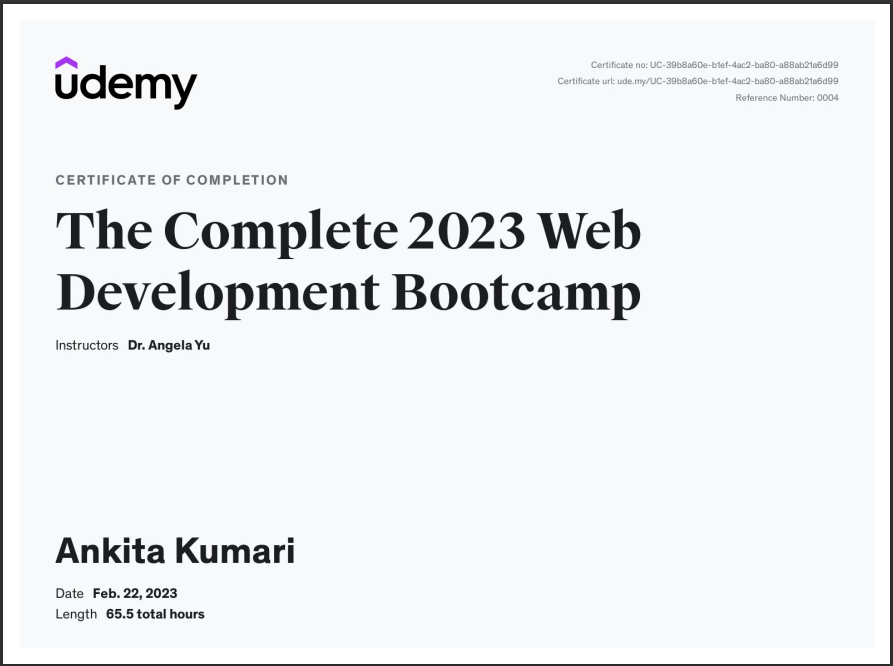 udemy
Certificate no: UC-39b8a60e-b1ef-4ac2-ba80-a88ab21a6d99
Certificate url: ude.my/UC-39b8a60e-b1ef-4ac2-ba80-a88ab21a6d99
Reference Number: 0004
CERTIFICATE OF COMPLETION
The Complete 2023 Web
Development Bootcamp
Instructors Dr. Angela Yu
Ankita Kumari
Date Feb. 22, 2023
Length 65.5 total hours